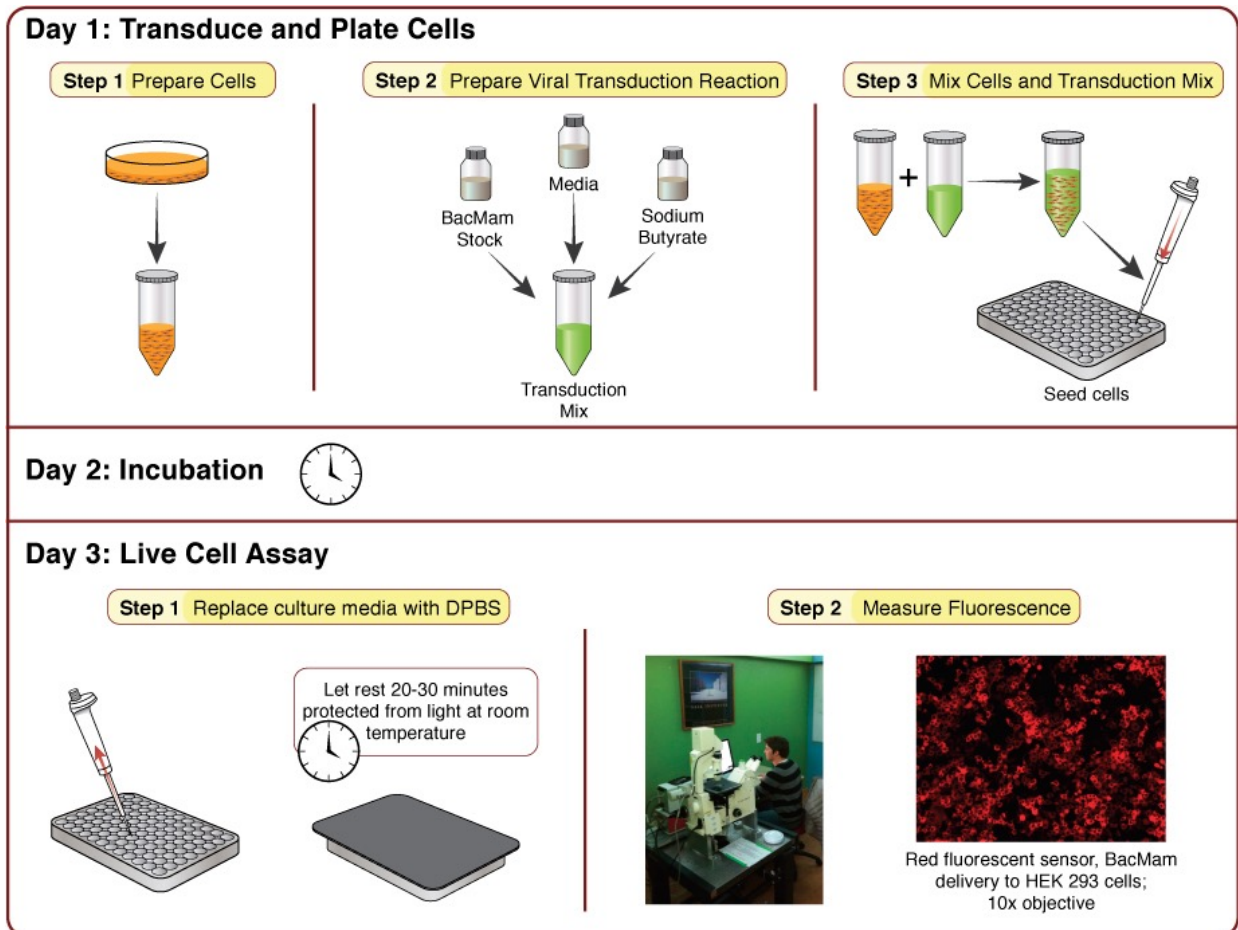 Day 1: Transduce and Plate Cells
Step 1 Prepare Cells
Step 2 Prepare Viral Transduction Reaction
BacMam
Stock
Media
Sodium
Butyrate
Transduction
Mix
Step 3 Mix Cells and Transduction Mix
+
Seed cells
Day 2: Incubation
Day 3: Live Cell Assay
Step 1 Replace culture media with DPBS
Let rest 20-30 minutes
protected from light at room
temperature
Step 2 Measure Fluorescence
Red fluorescent sensor, BacMam
delivery to HEK 293 cells;
10x objective